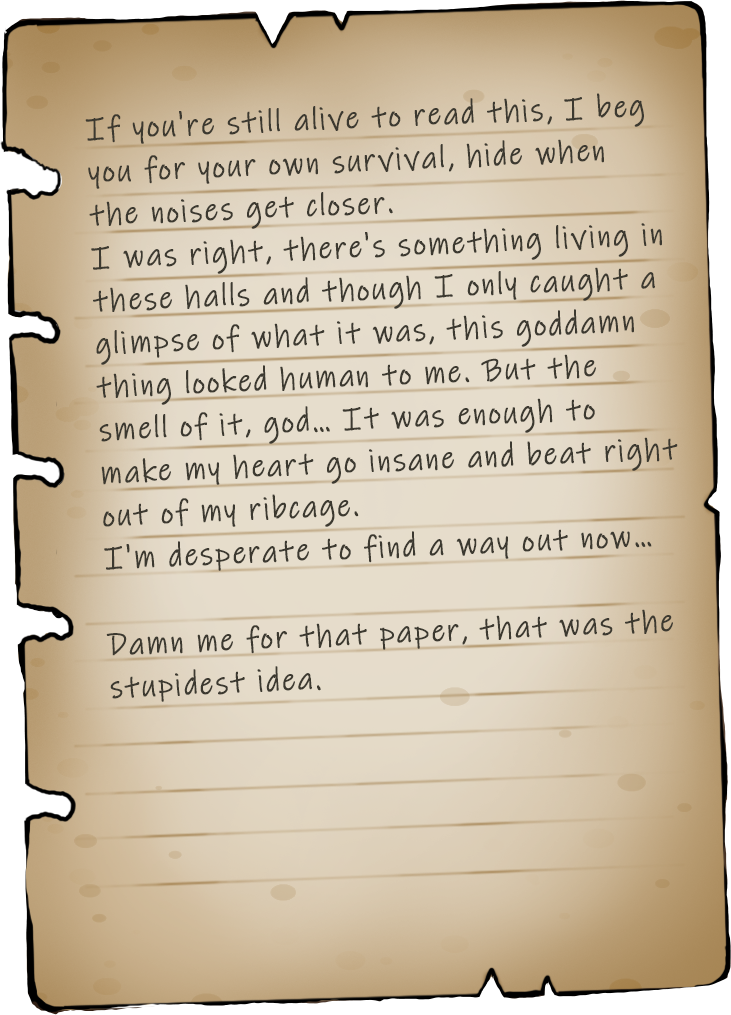 If you're still alive to read this, I beg
you for your own survival, hide when
the noises get closer.
I was right, there's something living in
these halls and though I only caught a
glimpse of what it was, this goddamn
thing looked human to me. But the
smell of it, god... It was enough to
make my heart go insane and beat right
out of my ribcage.
I'm desperate to find a way out now...
Damn me for that paper, that was the
stupidest idea.